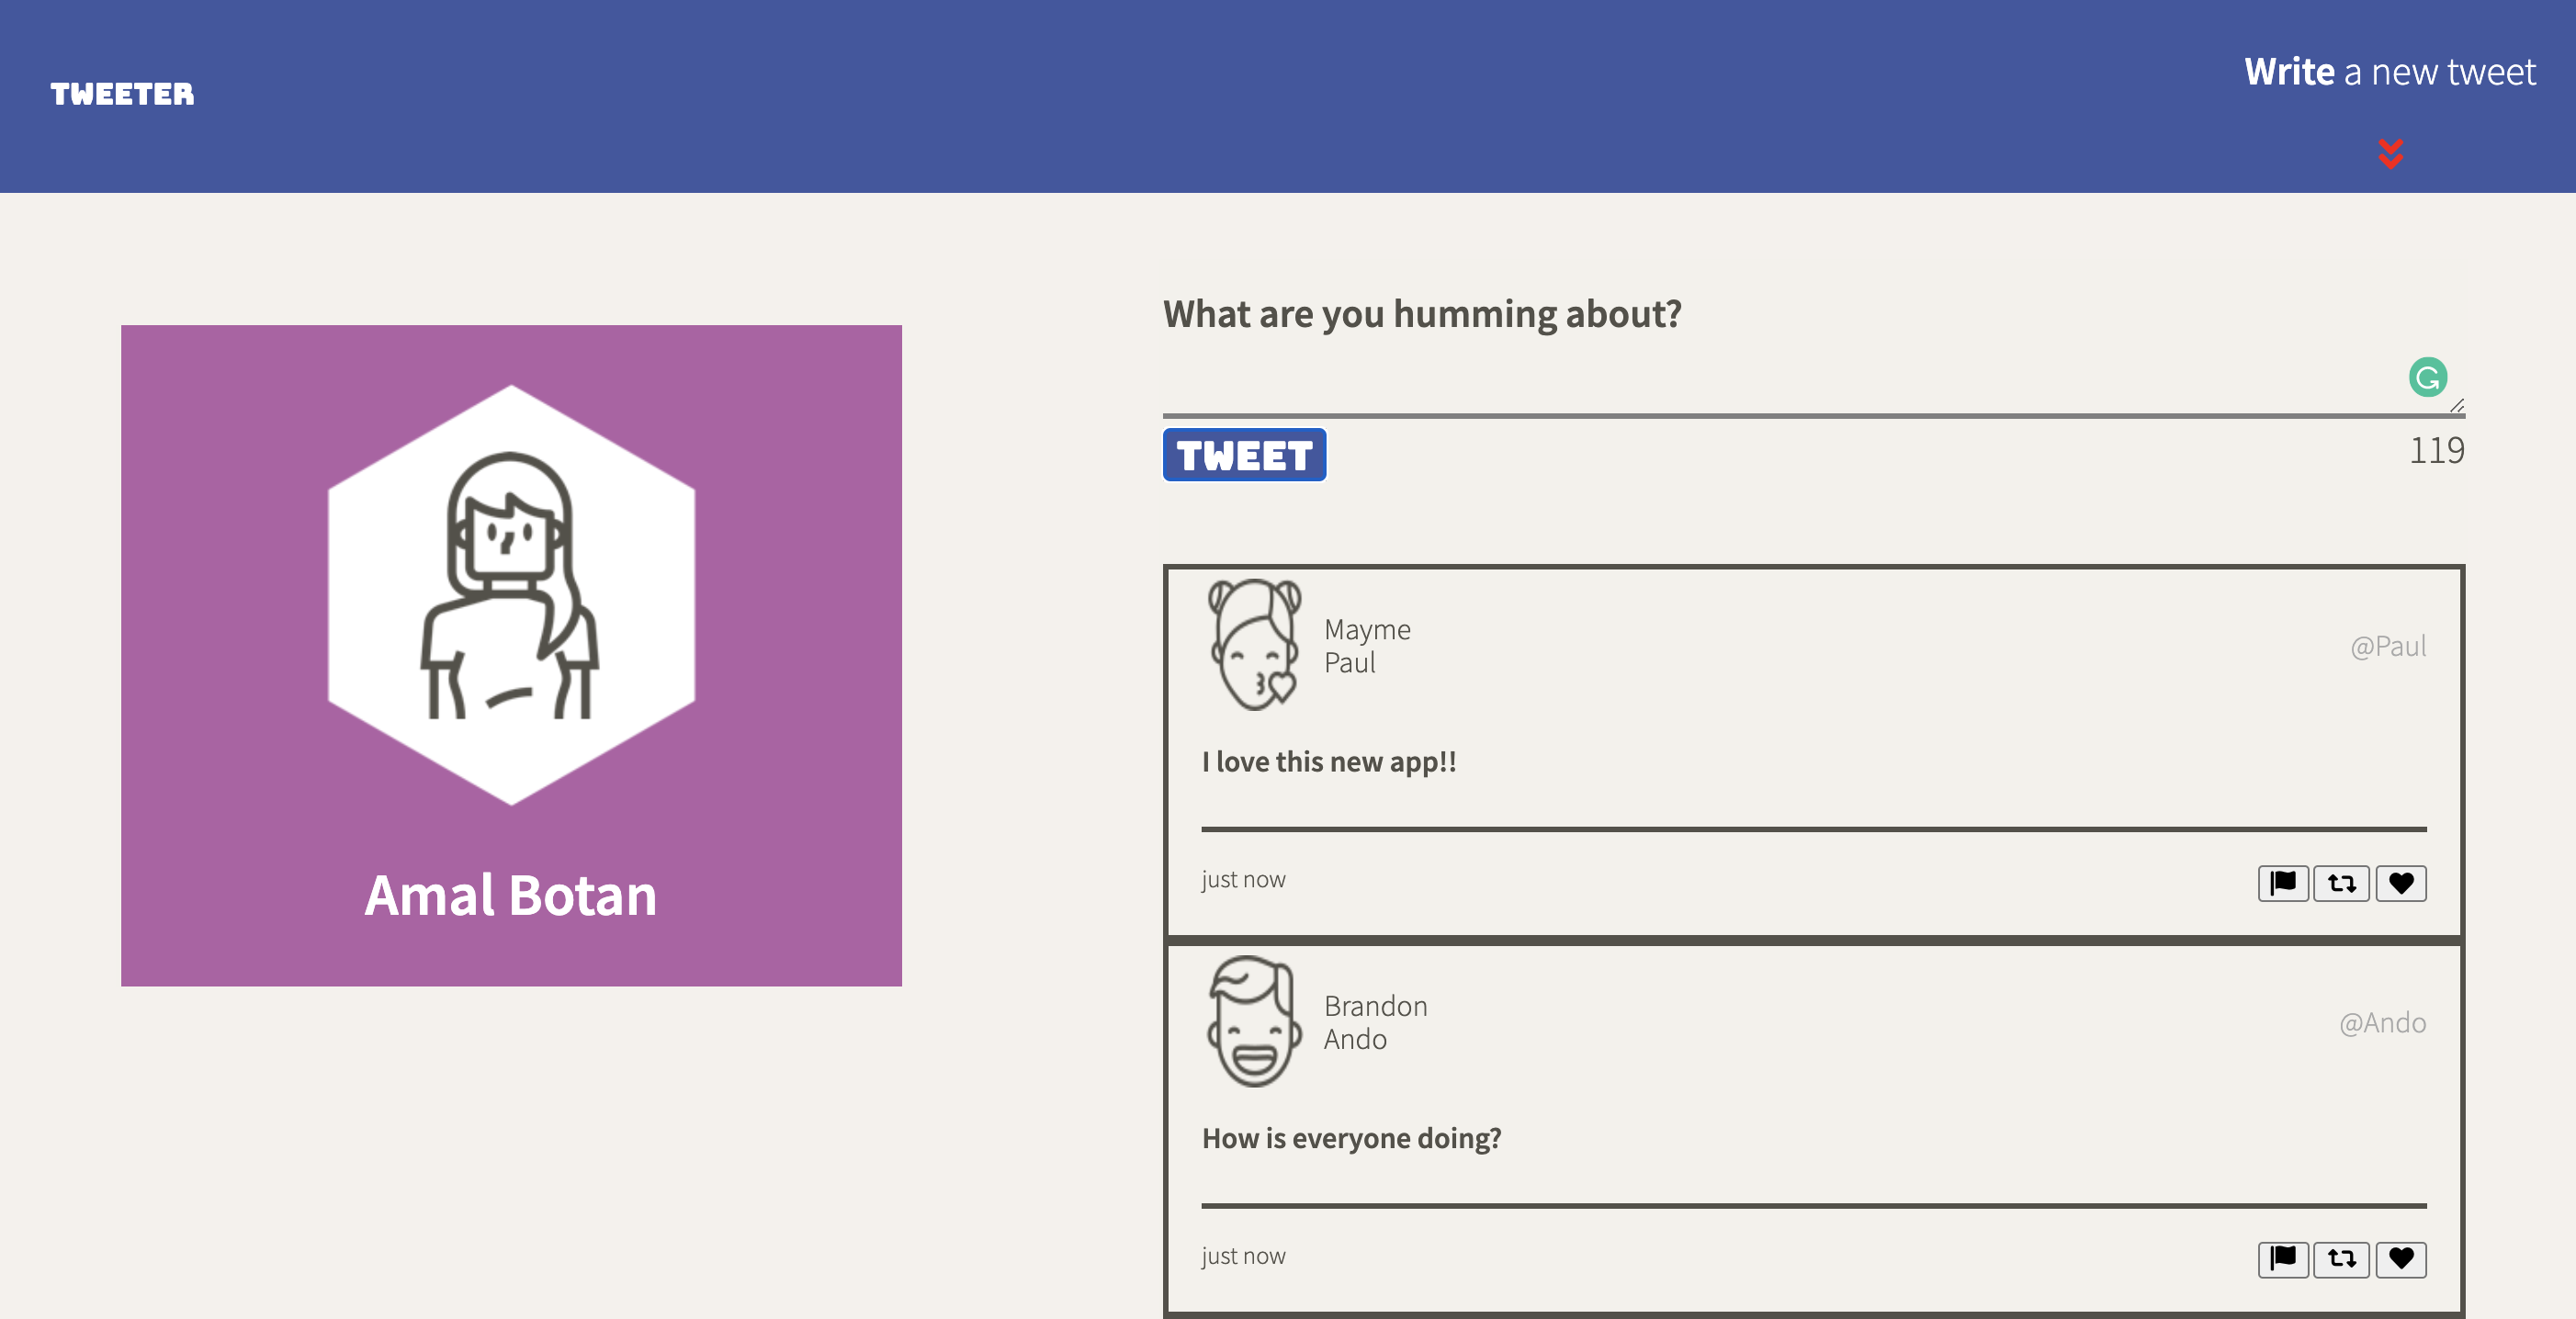 TWEETER
Write a new tweet
Amal Botan
What are you humming about?
TWEET
119
Mayme
Paul
@Paul
I love this new app!!
just now
Brandon
Ando
@Ando
How is everyone doing?
just now